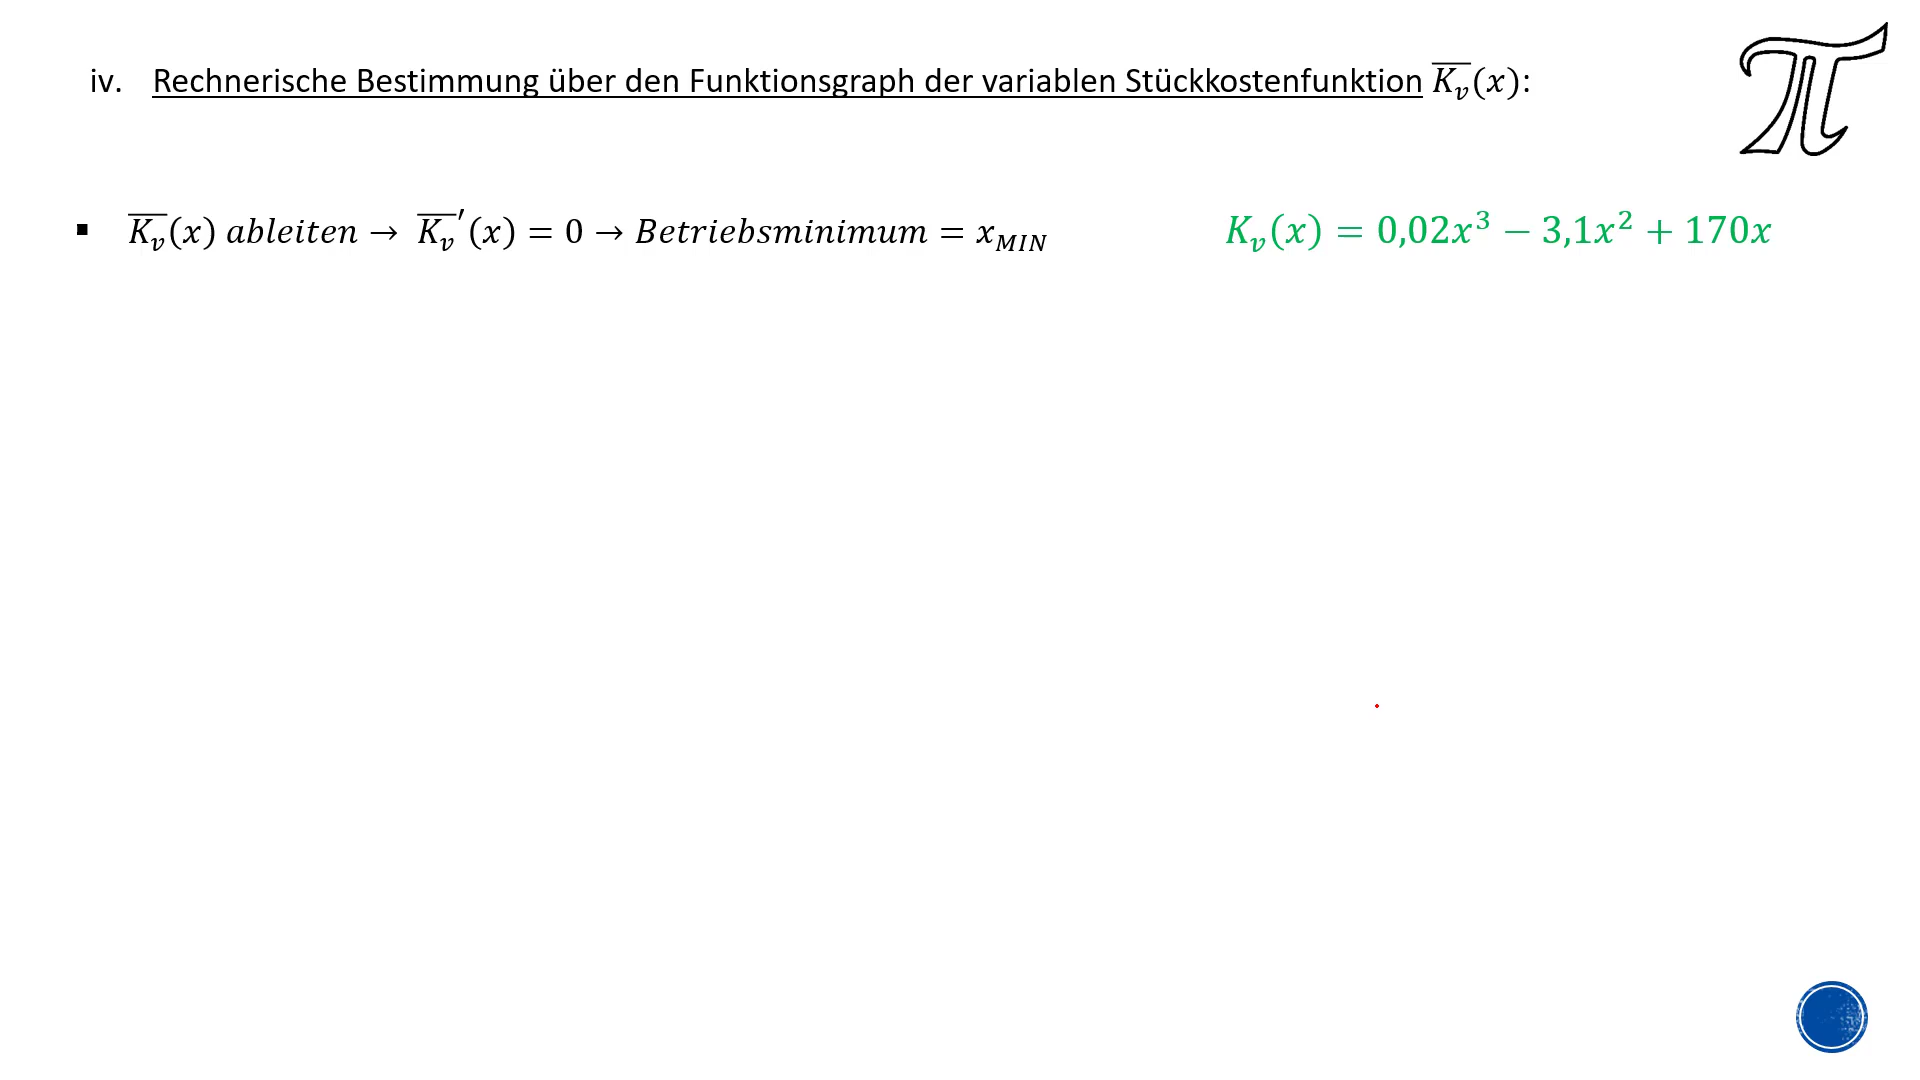 iv. Rechnerische Bestimmung über den Funktionsgraph der variablen Stückkostenfunktion K̅ᵥ(x):
▪ K̅ᵥ(x) ableiten → K̅ᵥ′(x) = 0 → Betriebsminimum = x_MIN
Kᵥ(x) = 0,02x³ − 3,1x² + 170x